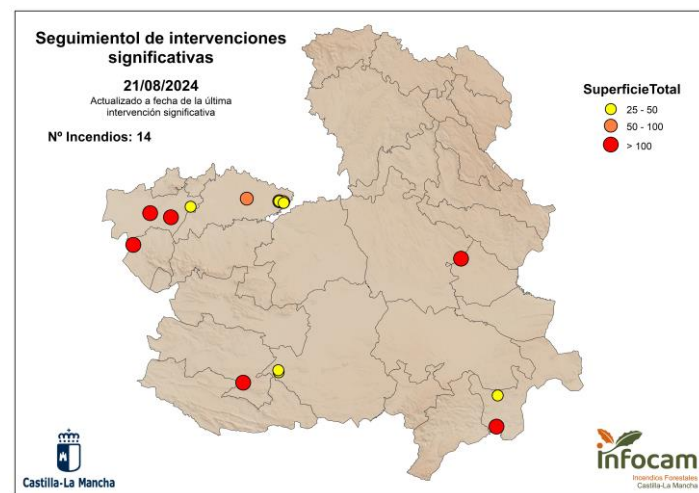 Seguimientol de intervenciones
significativas
21/08/2024
Actualizado a fecha de la última
intervención significativa
Nº Incendios: 14
SuperficieTotal
25 - 50
50 - 100
> 100
Castilla-La Mancha
infocam
Incendios Forestales
Castilla-La Mancha